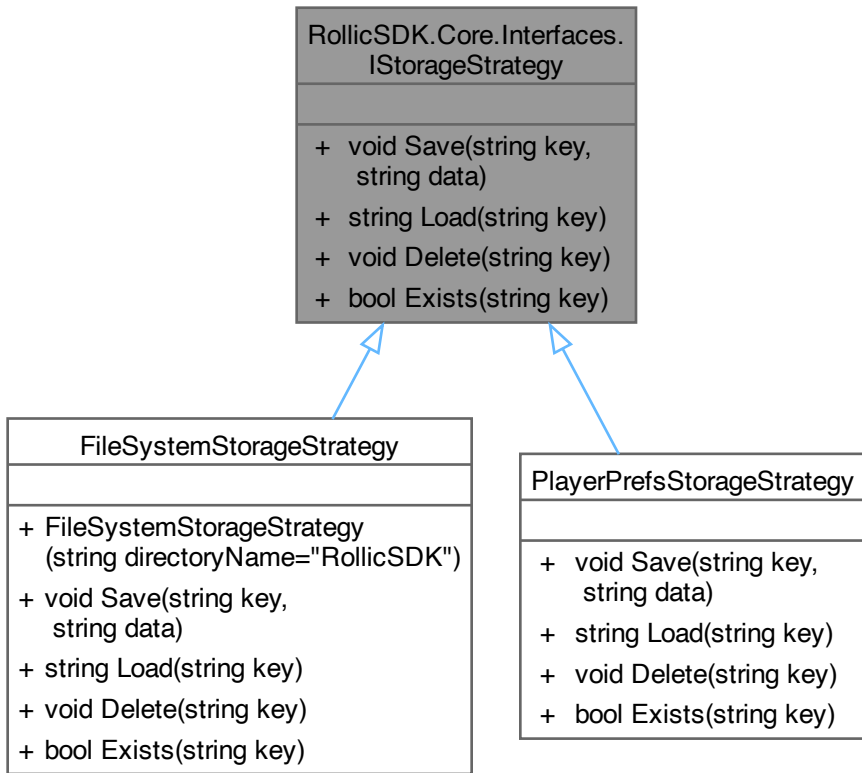 RollicSDK.Core.Interfaces.
IStorageStrategy
+ void Save(string key,
string data)
+ string Load(string key)
+ void Delete(string key)
+ bool Exists(string key)
FileSystemStorageStrategy
+ FileSystemStorageStrategy
(string directoryName="RollicSDK")
+ void Save(string key,
string data)
+ string Load(string key)
+ void Delete(string key)
+ bool Exists(string key)
PlayerPrefsStorageStrategy
+ void Save(string key,
string data)
+ string Load(string key)
+ void Delete(string key)
+ bool Exists(string key)